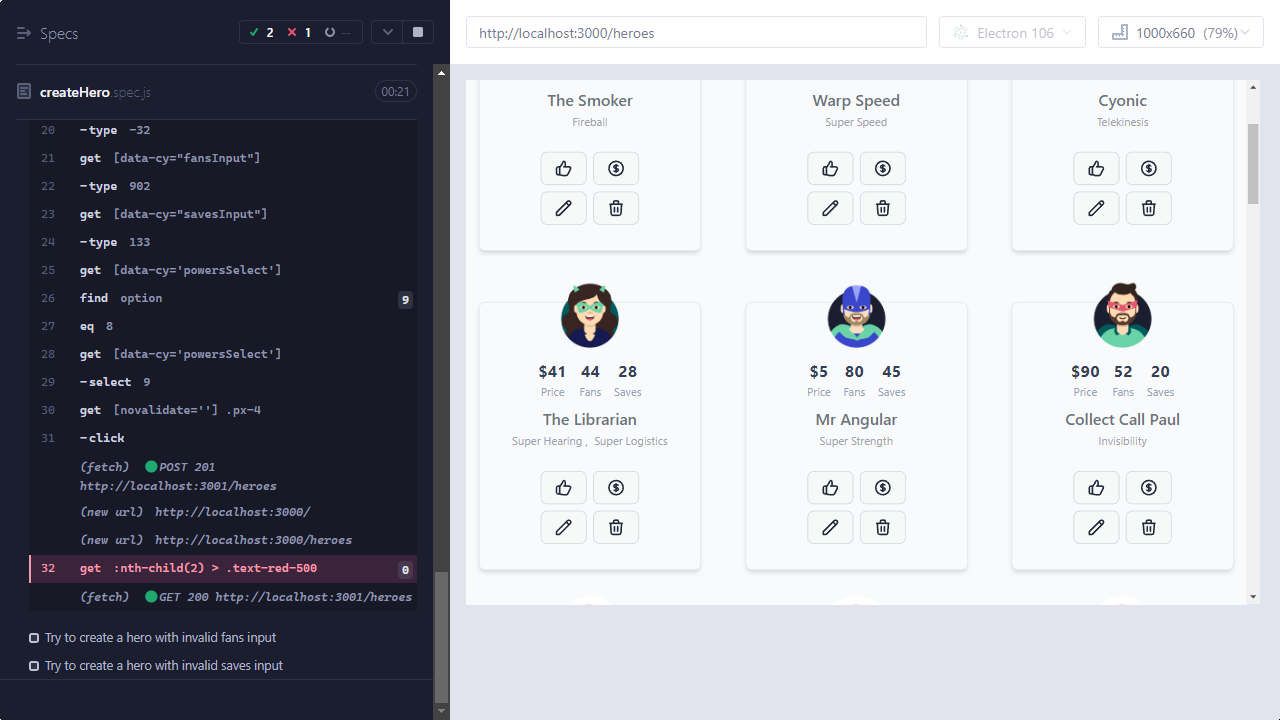 Specs
2 1 --
http://localhost:3000/heroes
Electron 106
1000x660 (79%)
createHero.spec.js
00:21
20 -type -32
21 get [data-cy="fansInput"]
22 -type 902
23 get [data-cy="savesInput"]
24 -type 133
25 get [data-cy='powersSelect']
26 find option 9
27 eq 8
28 get [data-cy='powersSelect']
29 -select 9
30 get [novalidate=''] .px-4
31 -click
(fetch) POST 201
http://localhost:3001/heroes
(new url) http://localhost:3000/
(new url) http://localhost:3000/heroes
32 get :nth-child(2) > .text-red-500 0
(fetch) GET 200 http://localhost:3001/heroes
Try to create a hero with invalid fans input
Try to create a hero with invalid saves input
The Smoker
Fireball
Warp Speed
Super Speed
Cyonic
Telekinesis
$41 44 28
Price Fans Saves
The Librarian
Super Hearing , Super Logistics
$5 80 45
Price Fans Saves
Mr Angular
Super Strength
$90 52 20
Price Fans Saves
Collect Call Paul
Invisibility